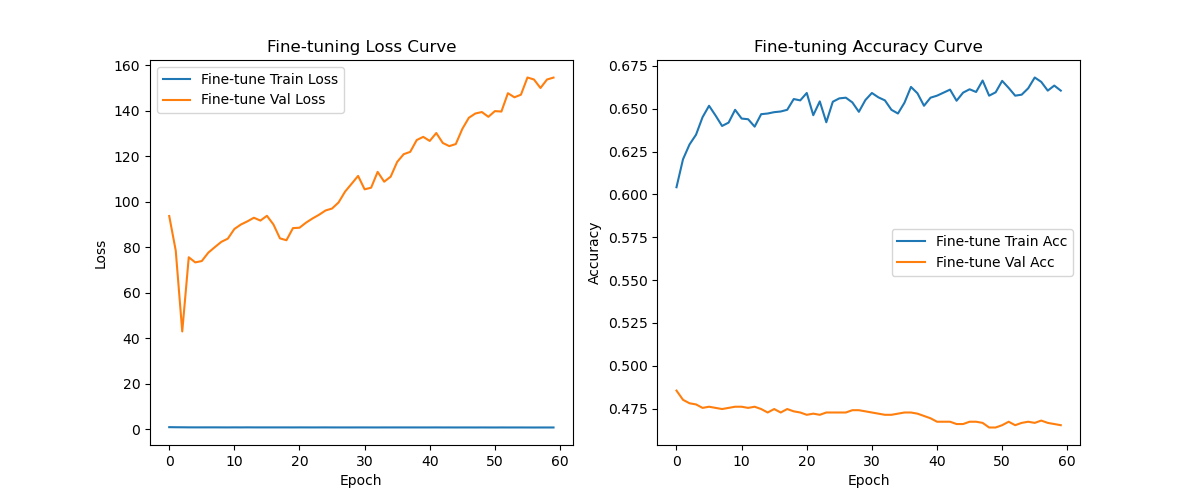 Fine-tuning Loss Curve
Fine-tune Train Loss
Fine-tune Val Loss
160
140
120
100
80
60
40
20
0
Loss
0 10 20 30 40 50 60
Epoch
Fine-tuning Accuracy Curve
0.675
0.650
0.625
0.600
0.575
0.550
0.525
0.500
0.475
Accuracy
Fine-tune Train Acc
Fine-tune Val Acc
0 10 20 30 40 50 60
Epoch